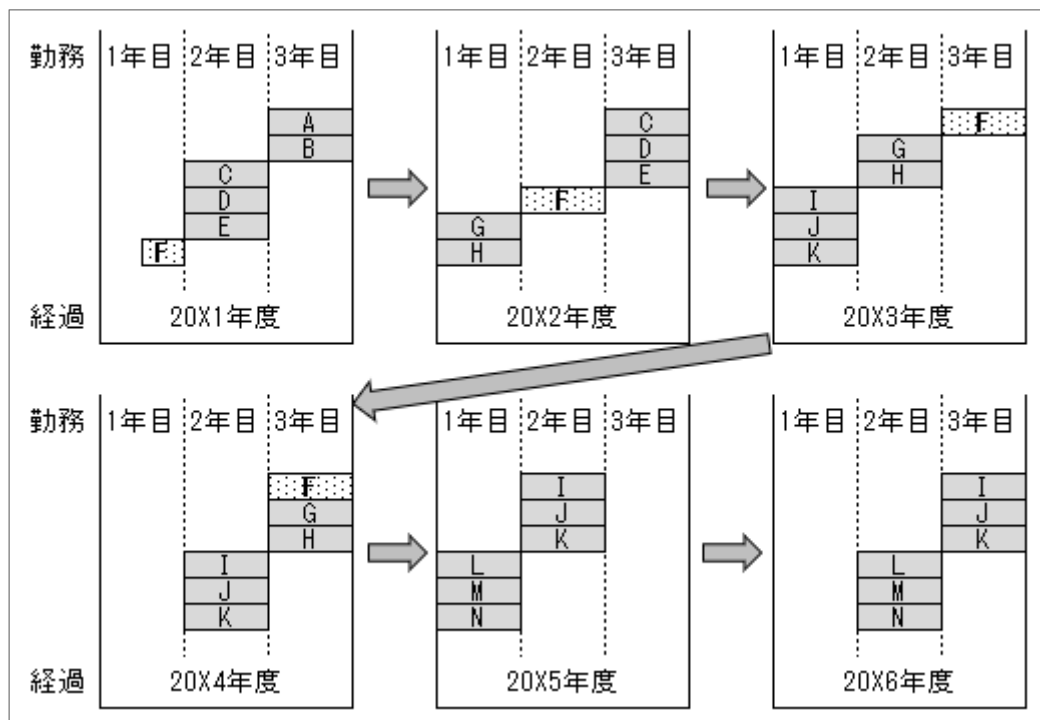 勤務 1年目 2年目 3年目 1年目 2年目 3年目 1年目 2年目 3年目
A C F
B D G
C E H
D F I
E G J
F H K
経過 20X1年度 20X2年度 20X3年度
勤務 1年目 2年目 3年目 1年目 2年目 3年目 1年目 2年目 3年目
F I I
G J J
H K K
I L L
J M M
K N N
経過 20X4年度 20X5年度 20X6年度